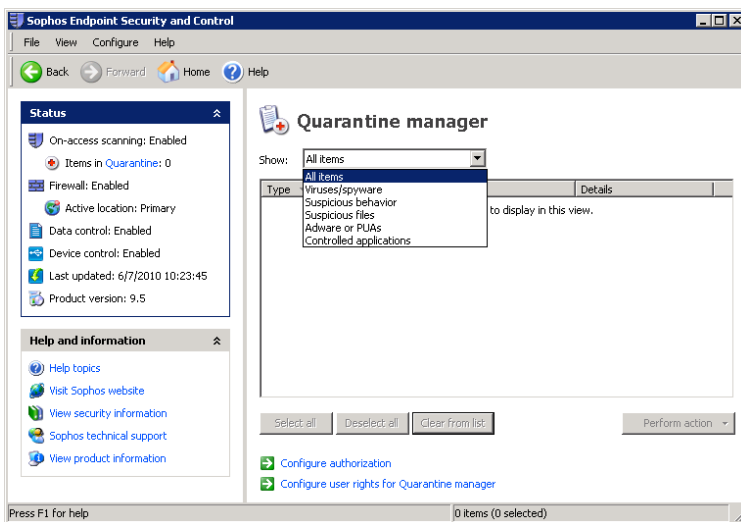 Sophos Endpoint Security and Control
File View Configure Help
Back Forward Home Help
Status
On-access scanning: Enabled
Items in Quarantine: 0
Firewall: Enabled
Active location: Primary
Data control: Enabled
Device control: Enabled
Last updated: 6/7/2010 10:23:45
Product version: 9.5
Help and information
Help topics
Visit Sophos website
View security information
Sophos technical support
View product information
Quarantine manager
Show: All items
All items
Viruses/spyware
Suspicious behavior
Suspicious files
Adware or PUAs
Controlled applications
Type Details
to display in this view.
Select all Deselect all Clear from list Perform action
Configure authorization
Configure user rights for Quarantine manager
Press F1 for help 0 items (0 selected)